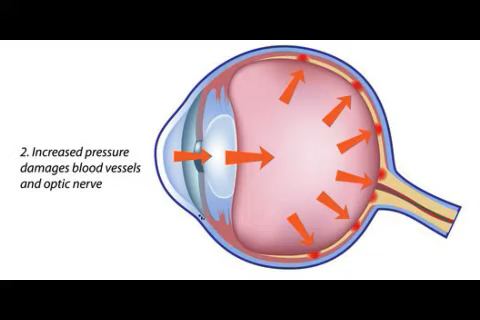 2. Increased pressure
damages blood vessels
and optic nerve